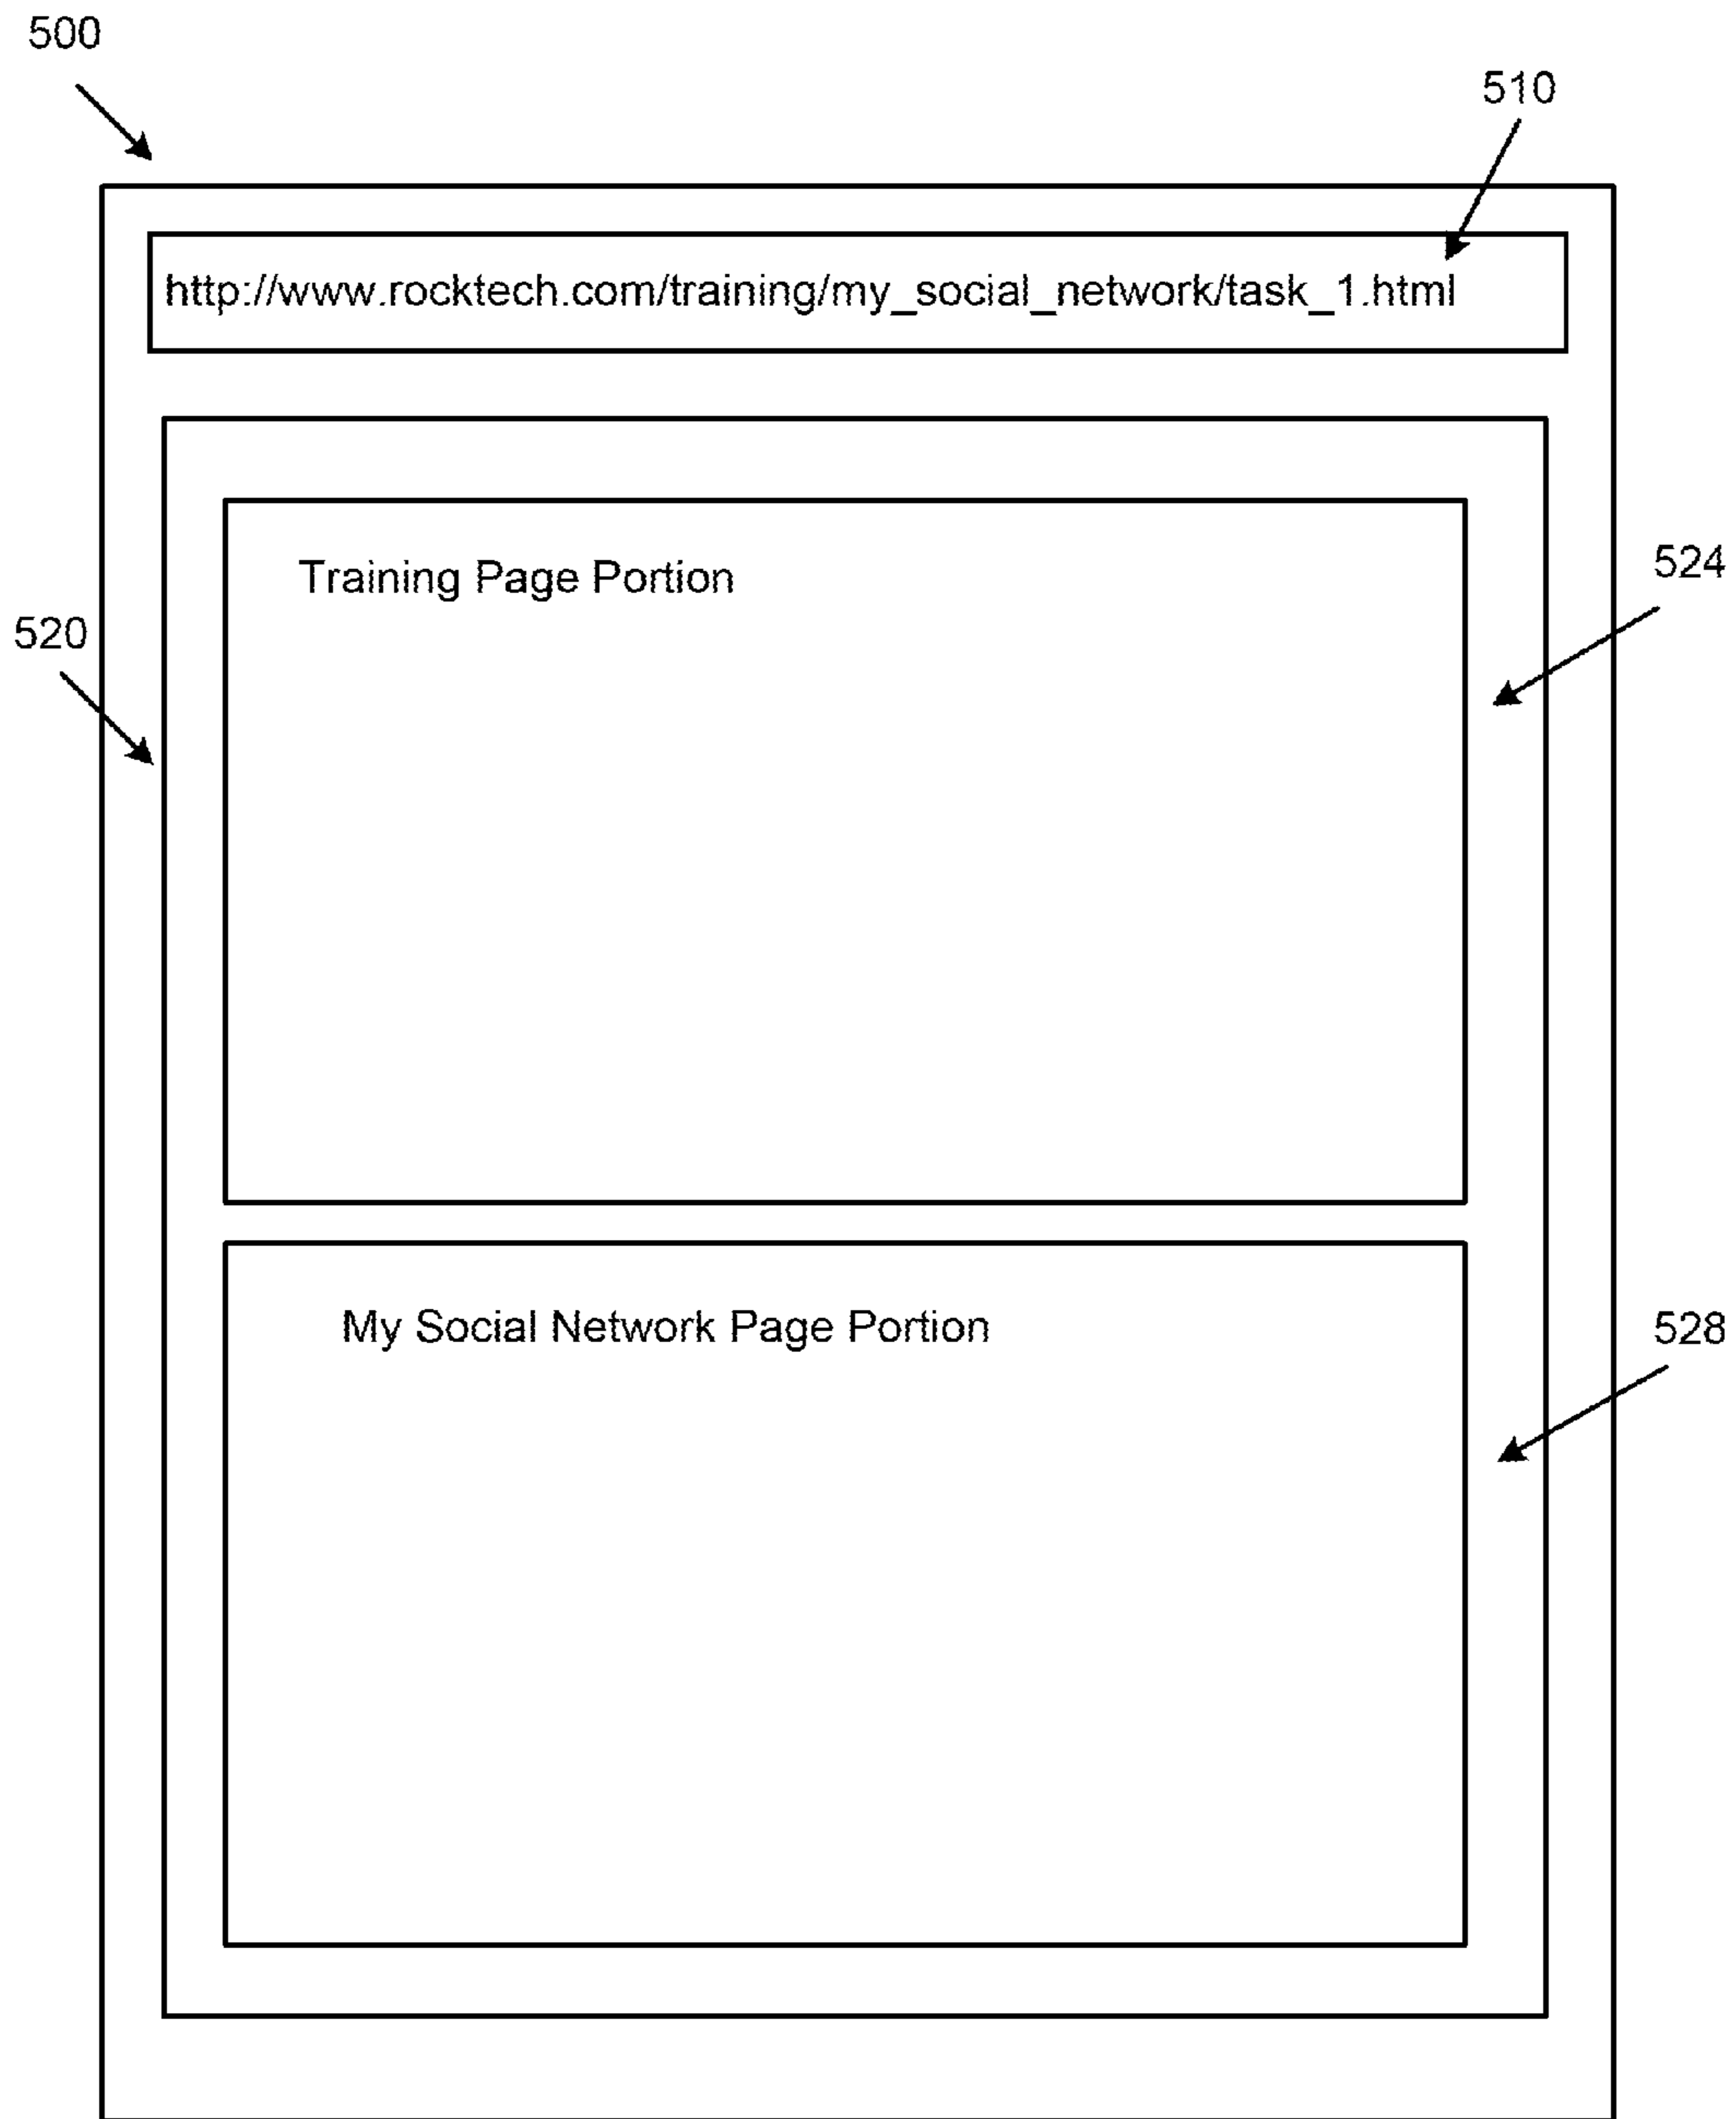 500
510
http://www.rocktech.com/training/my_social_network/task_1.html
Training Page Portion
524
520
My Social Network Page Portion
528